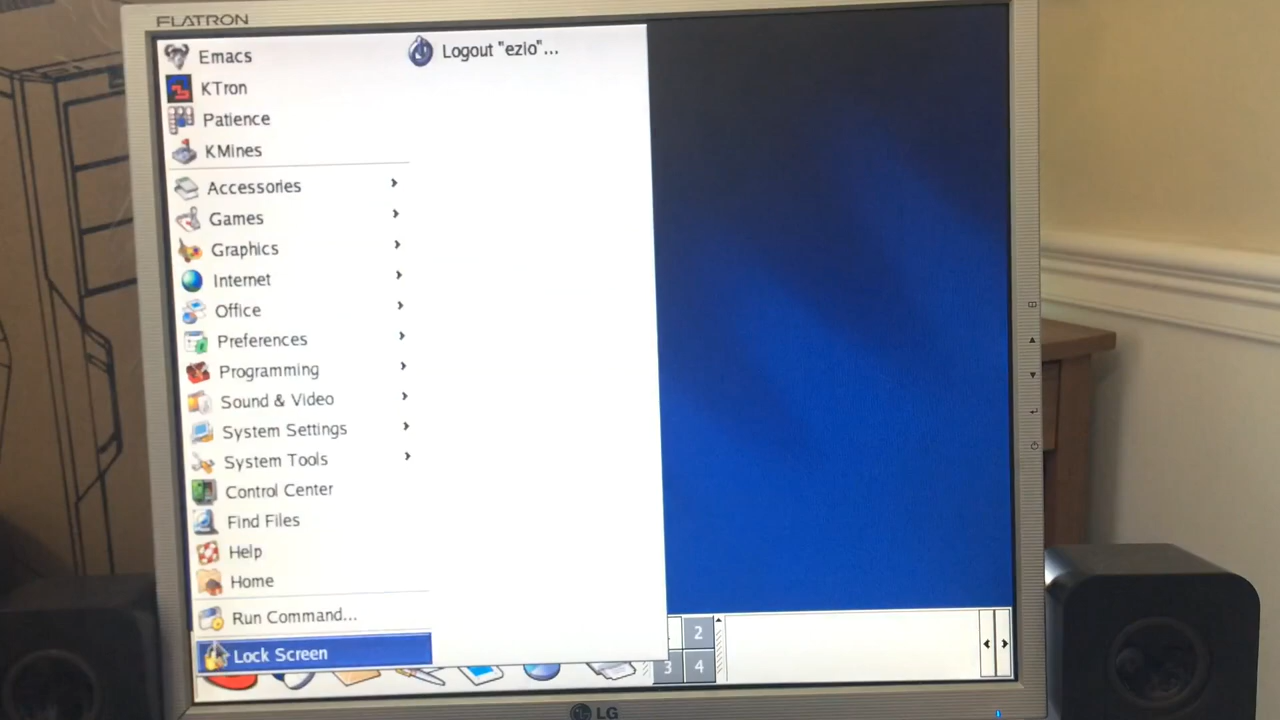 FLATRON
Emacs
Logout "ezio"...
KTron
Patience
KMines
Accessories
Games
Graphics
Internet
Office
Preferences
Programming
Sound & Video
System Settings
System Tools
Control Center
Find Files
Help
Home
Run Command...
Lock Screen
2
3 4
LG